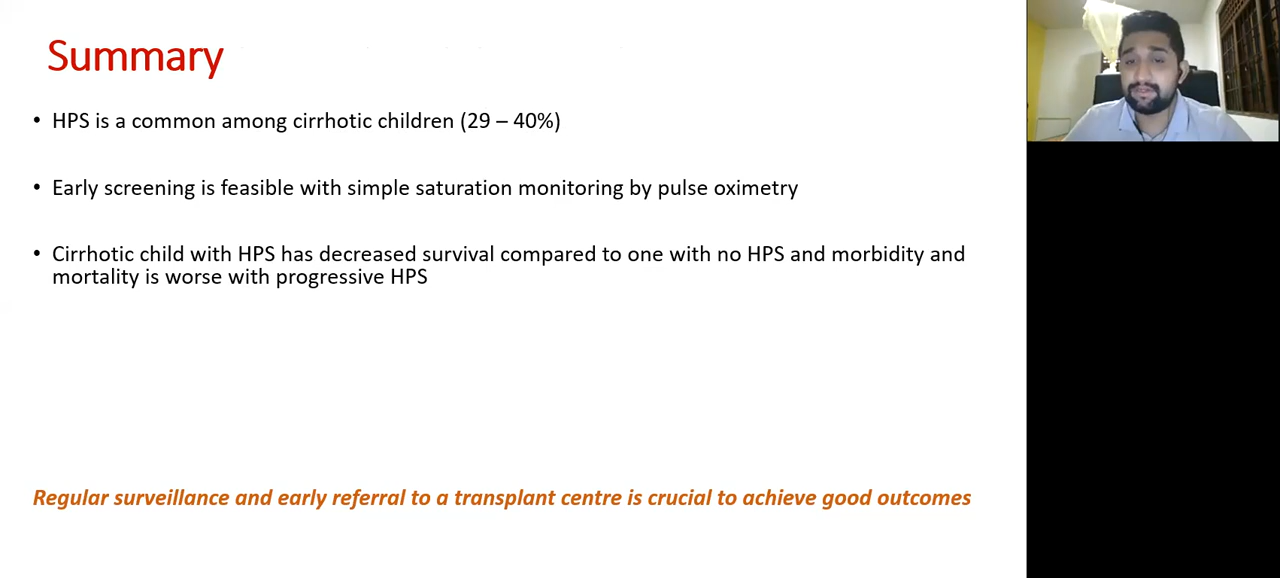 Summary
• HPS is a common among cirrhotic children (29 – 40%)
• Early screening is feasible with simple saturation monitoring by pulse oximetry
• Cirrhotic child with HPS has decreased survival compared to one with no HPS and morbidity and
mortality is worse with progressive HPS
Regular surveillance and early referral to a transplant centre is crucial to achieve good outcomes